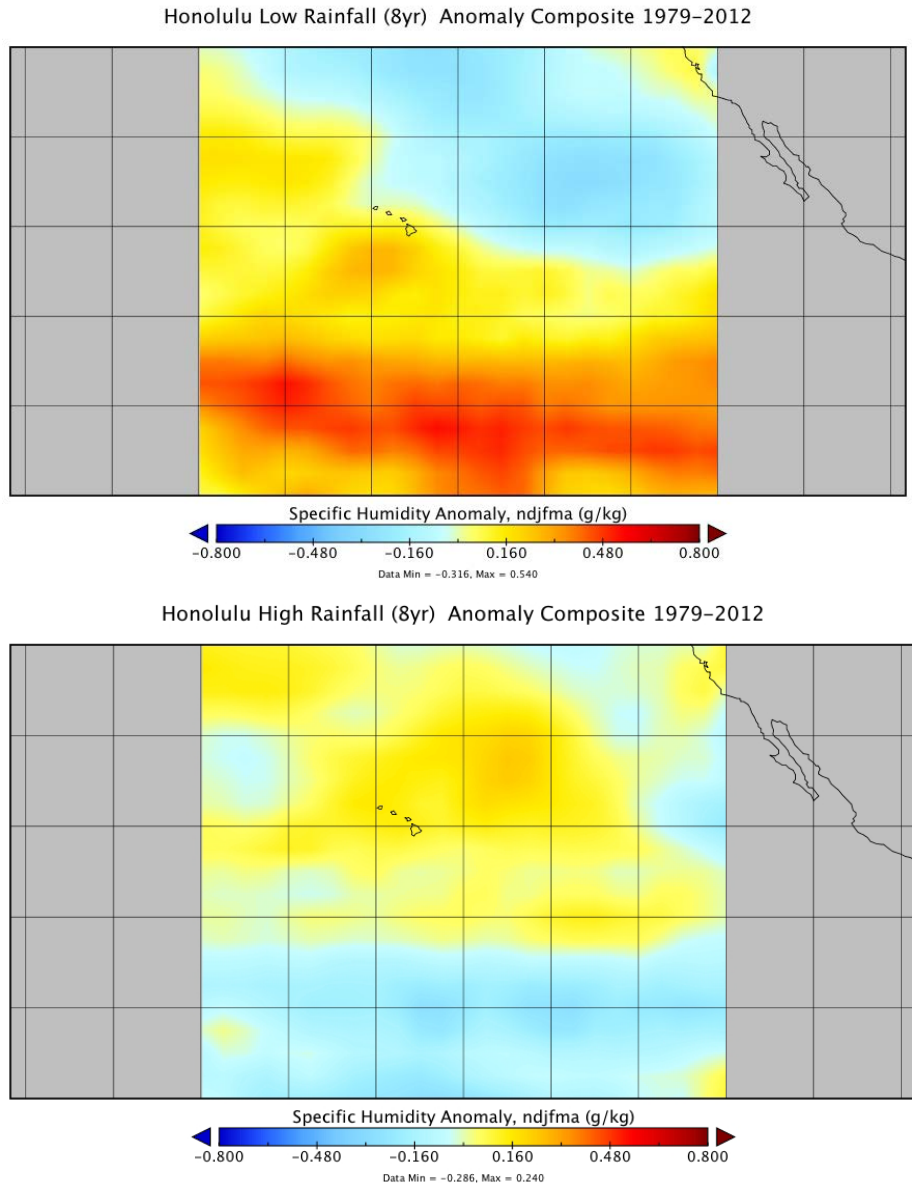 Honolulu Low Rainfall (8yr)  Anomaly Composite 1979–2012
Specific Humidity Anomaly, ndjfma (g/kg)
−0.800 −0.480 −0.160 0.160 0.480 0.800
Data Min = −0.316, Max = 0.540
Honolulu High Rainfall (8yr)  Anomaly Composite 1979–2012
Specific Humidity Anomaly, ndjfma (g/kg)
−0.800 −0.480 −0.160 0.160 0.480 0.800
Data Min = −0.286, Max = 0.240